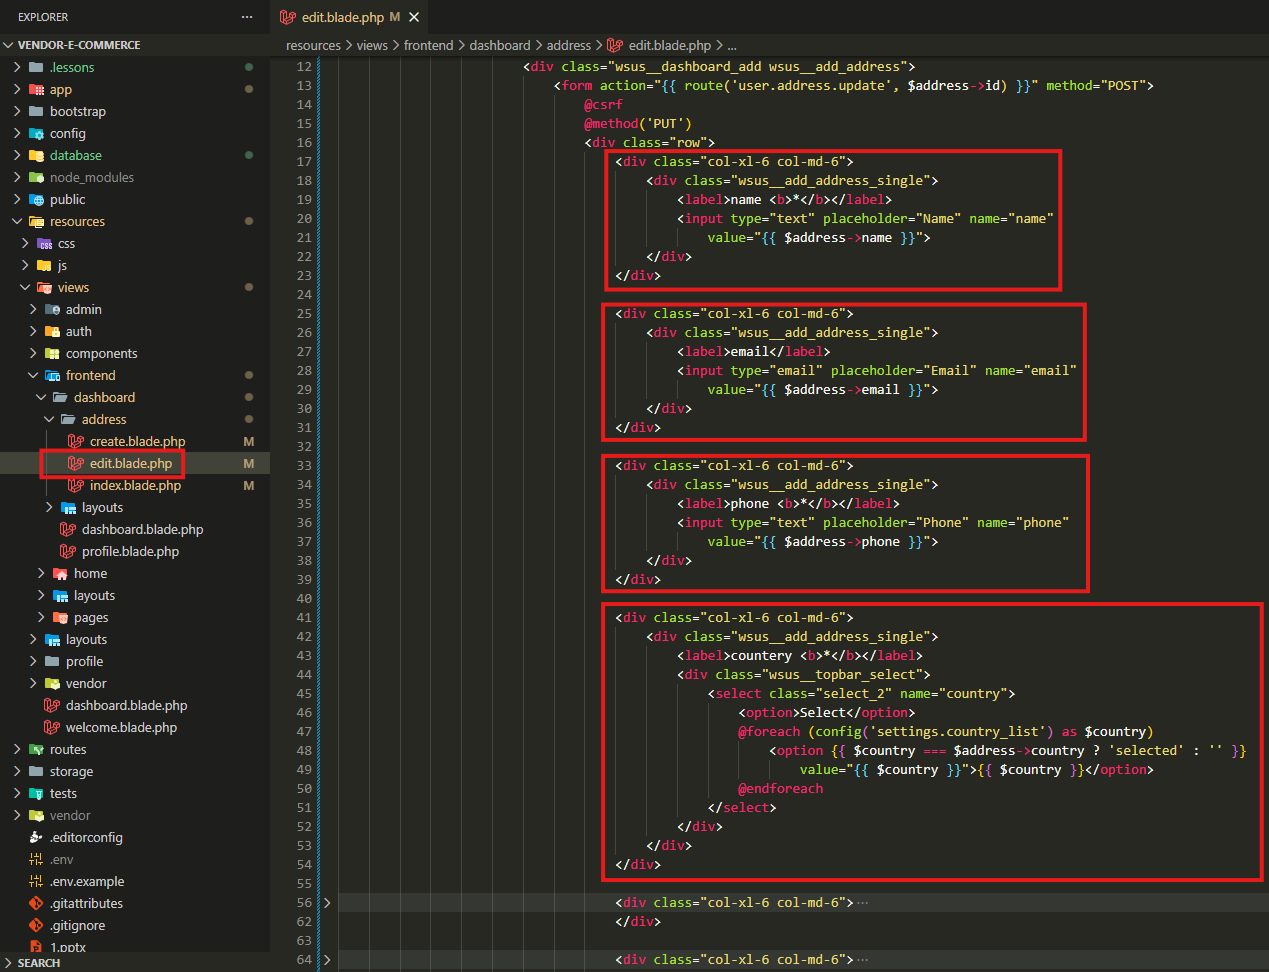 EXPLORER
···
VENDOR-E-COMMERCE
.lessons
app
bootstrap
config
database
node_modules
public
resources
css
js
views
admin
auth
components
frontend
dashboard
address
create.blade.php M
edit.blade.php M
index.blade.php M
layouts
dashboard.blade.php
profile.blade.php
home
layouts
pages
layouts
profile
vendor
dashboard.blade.php
welcome.blade.php
routes
storage
tests
vendor
.editorconfig
.env
.env.example
.gitattributes
.gitignore
1.pptx
SEARCH
edit.blade.php M
resources > views > frontend > dashboard > address > edit.blade.php > ...
12 <div class="wsus__dashboard_add wsus__add_address">
13 <form action="{{ route('user.address.update', $address->id) }}" method="POST">
14 @csrf
15 @method('PUT')
16 <div class="row">
17 <div class="col-xl-6 col-md-6">
18 <div class="wsus__add_address_single">
19 <label>name <b>*</b></label>
20 <input type="text" placeholder="Name" name="name"
21 value="{{ $address->name }}">
22 </div>
23 </div>
24
25 <div class="col-xl-6 col-md-6">
26 <div class="wsus__add_address_single">
27 <label>email</label>
28 <input type="email" placeholder="Email" name="email"
29 value="{{ $address->email }}">
30 </div>
31 </div>
32
33 <div class="col-xl-6 col-md-6">
34 <div class="wsus__add_address_single">
35 <label>phone <b>*</b></label>
36 <input type="text" placeholder="Phone" name="phone"
37 value="{{ $address->phone }}">
38 </div>
39 </div>
40
41 <div class="col-xl-6 col-md-6">
42 <div class="wsus__add_address_single">
43 <label>countery <b>*</b></label>
44 <div class="wsus__topbar_select">
45 <select class="select_2" name="country">
46 <option>Select</option>
47 @foreach (config('settings.country_list') as $country)
48 <option {{ $country === $address->country ? 'selected' : '' }}
49 value="{{ $country }}">{{ $country }}</option>
50 @endforeach
51 </select>
52 </div>
53 </div>
54 </div>
55
56 <div class="col-xl-6 col-md-6">···
62 </div>
63
64 <div class="col-xl-6 col-md-6">···